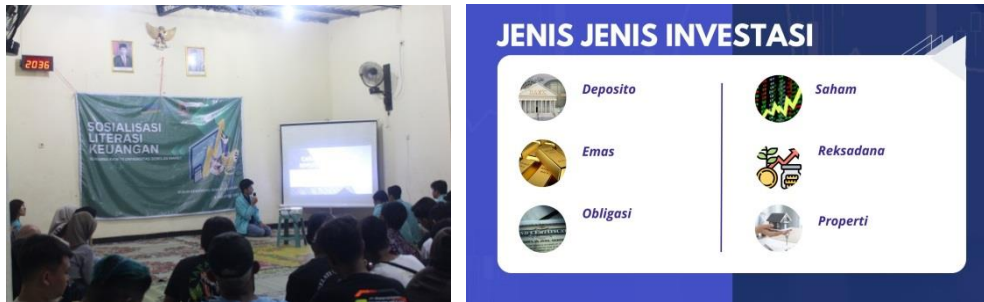 2036
SOSIALISASI
LITERASI
KEUANGAN
JENIS JENIS INVESTASI
Deposito
Saham
Emas
Reksadana
Obligasi
Properti